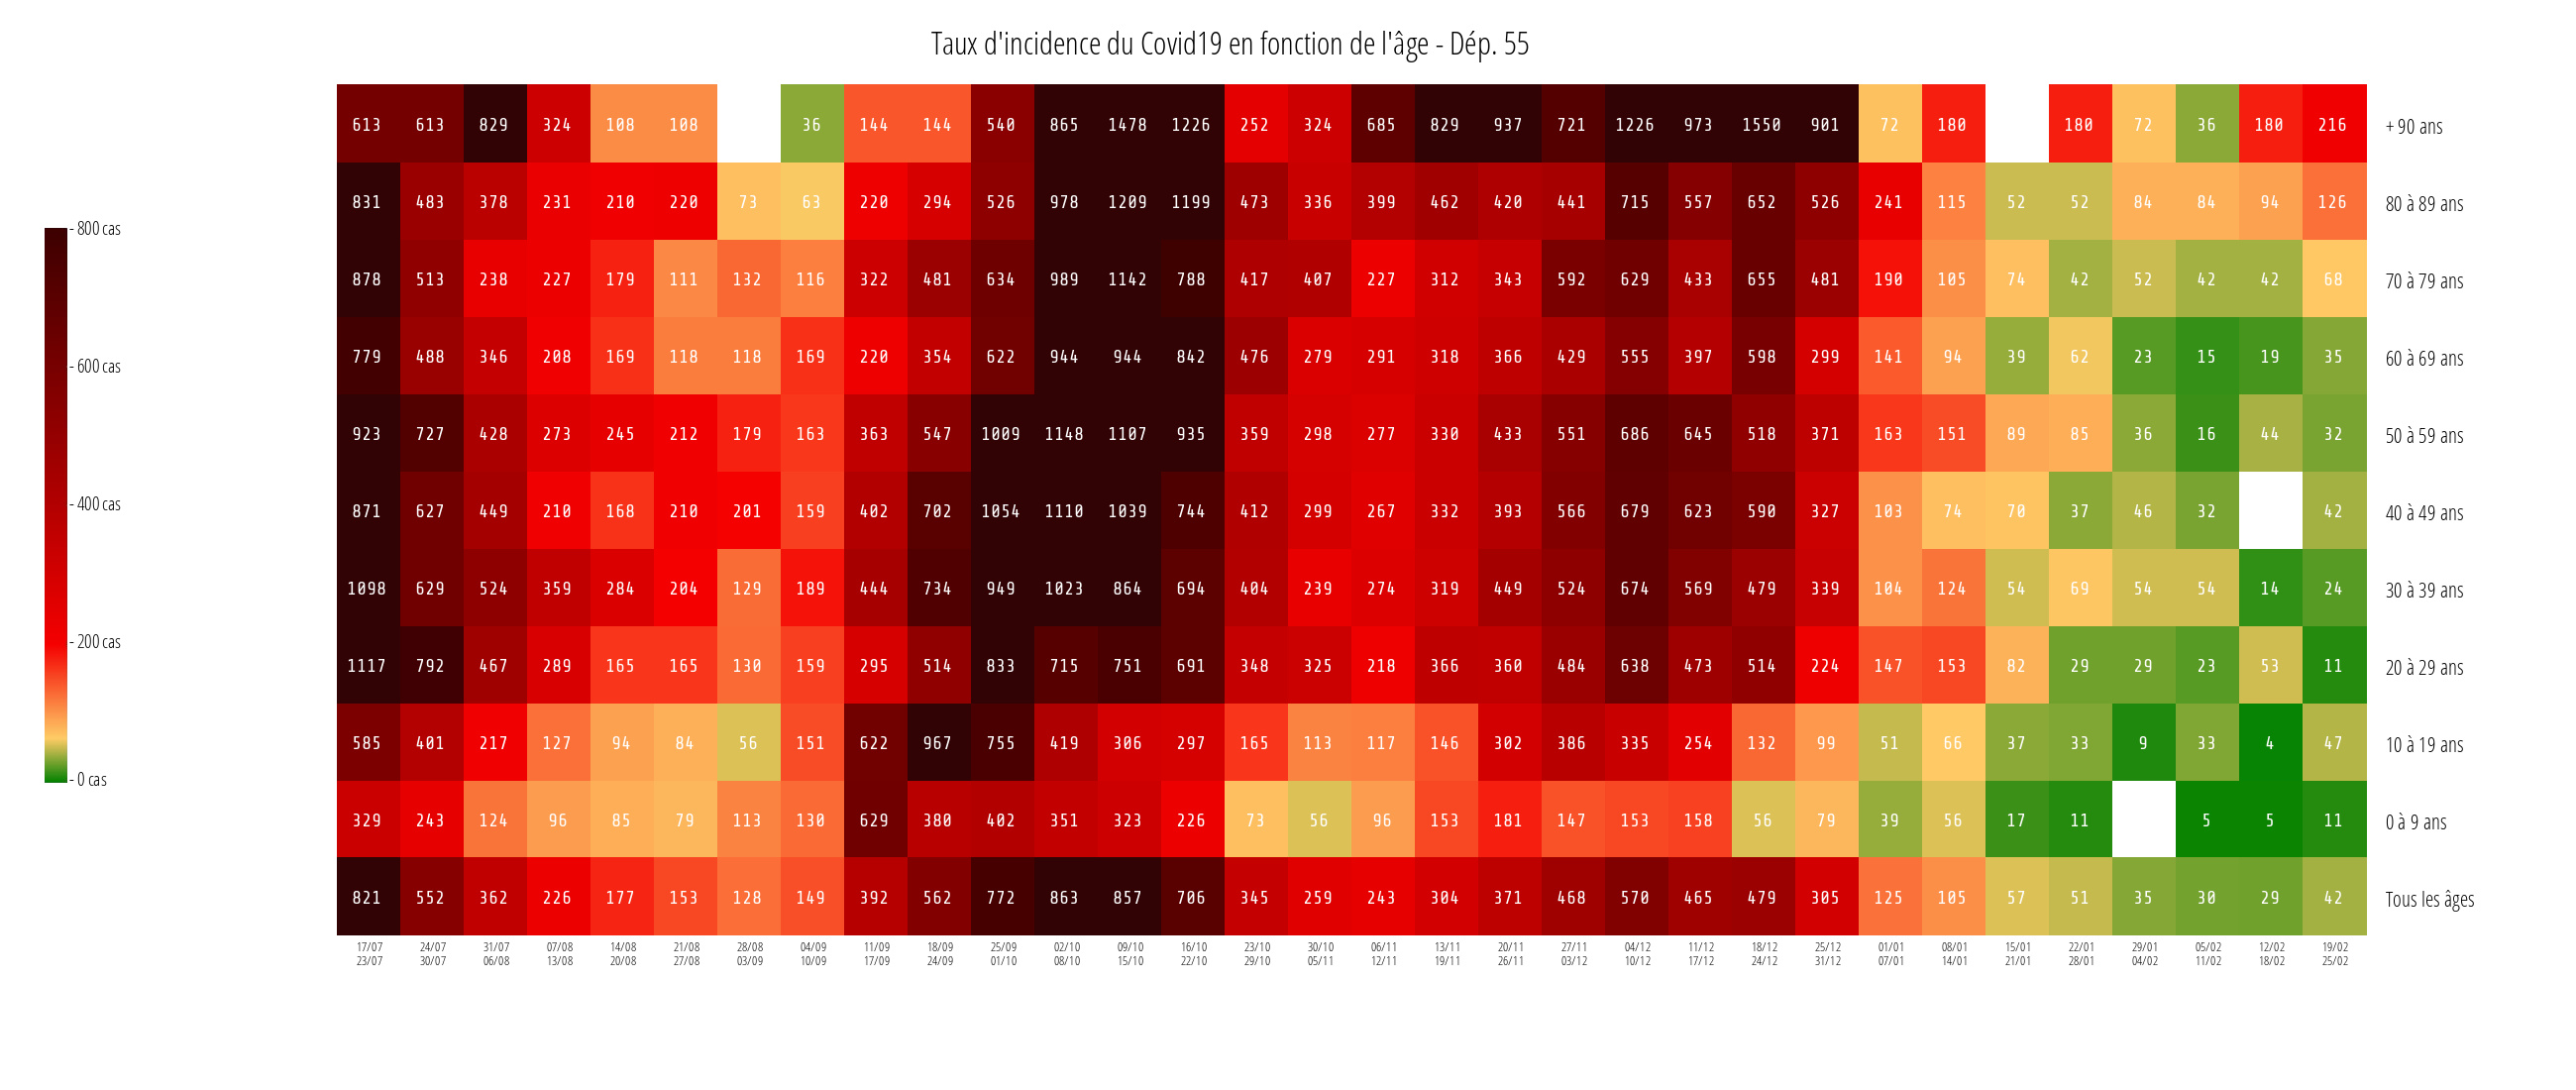 Taux d'incidence du Covid19 en fonction de l'âge - Dép. 55
613 613 829 324 108 108 36 144 144 540 865 1478 1226 252 324 685 829 937 721 1226 973 1550 901 72 180 180 72 36 180 216 + 90 ans
831 483 378 231 210 220 73 63 220 294 526 978 1209 1199 473 336 399 462 420 441 715 557 652 526 241 115 52 52 84 84 94 126 80 à 89 ans
- 800 cas
878 513 238 227 179 111 132 116 322 481 634 989 1142 788 417 407 227 312 343 592 629 433 655 481 190 105 74 42 52 42 42 68 70 à 79 ans
779 488 346 208 169 118 118 169 220 354 622 944 944 842 476 279 291 318 366 429 555 397 598 299 141 94 39 62 23 15 19 35 60 à 69 ans
- 600 cas
923 727 428 273 245 212 179 163 363 547 1009 1148 1107 935 359 298 277 330 433 551 686 645 518 371 163 151 89 85 36 16 44 32 50 à 59 ans
- 400 cas
871 627 449 210 168 210 201 159 402 702 1054 1110 1039 744 412 299 267 332 393 566 679 623 590 327 103 74 70 37 46 32 42 40 à 49 ans
1098 629 524 359 284 204 129 189 444 734 949 1023 864 694 404 239 274 319 449 524 674 569 479 339 104 124 54 69 54 54 14 24 30 à 39 ans
- 200 cas
1117 792 467 289 165 165 130 159 295 514 833 715 751 691 348 325 218 366 360 484 638 473 514 224 147 153 82 29 29 23 53 11 20 à 29 ans
585 401 217 127 94 84 56 151 622 967 755 419 306 297 165 113 117 146 302 386 335 254 132 99 51 66 37 33 9 33 4 47 10 à 19 ans
- 0 cas
329 243 124 96 85 79 113 130 629 380 402 351 323 226 73 56 96 153 181 147 153 158 56 79 39 56 17 11 5 5 11 0 à 9 ans
821 552 362 226 177 153 128 149 392 562 772 863 857 706 345 259 243 304 371 468 570 465 479 305 125 105 57 51 35 30 29 42 Tous les âges
17/07 24/07 31/07 07/08 14/08 21/08 28/08 04/09 11/09 18/09 25/09 02/10 09/10 16/10 23/10 30/10 06/11 13/11 20/11 27/11 04/12 11/12 18/12 25/12 01/01 08/01 15/01 22/01 29/01 05/02 12/02 19/02
23/07 30/07 06/08 13/08 20/08 27/08 03/09 10/09 17/09 24/09 01/10 08/10 15/10 22/10 29/10 05/11 12/11 19/11 26/11 03/12 10/12 17/12 24/12 31/12 07/01 14/01 21/01 28/01 04/02 11/02 18/02 25/02